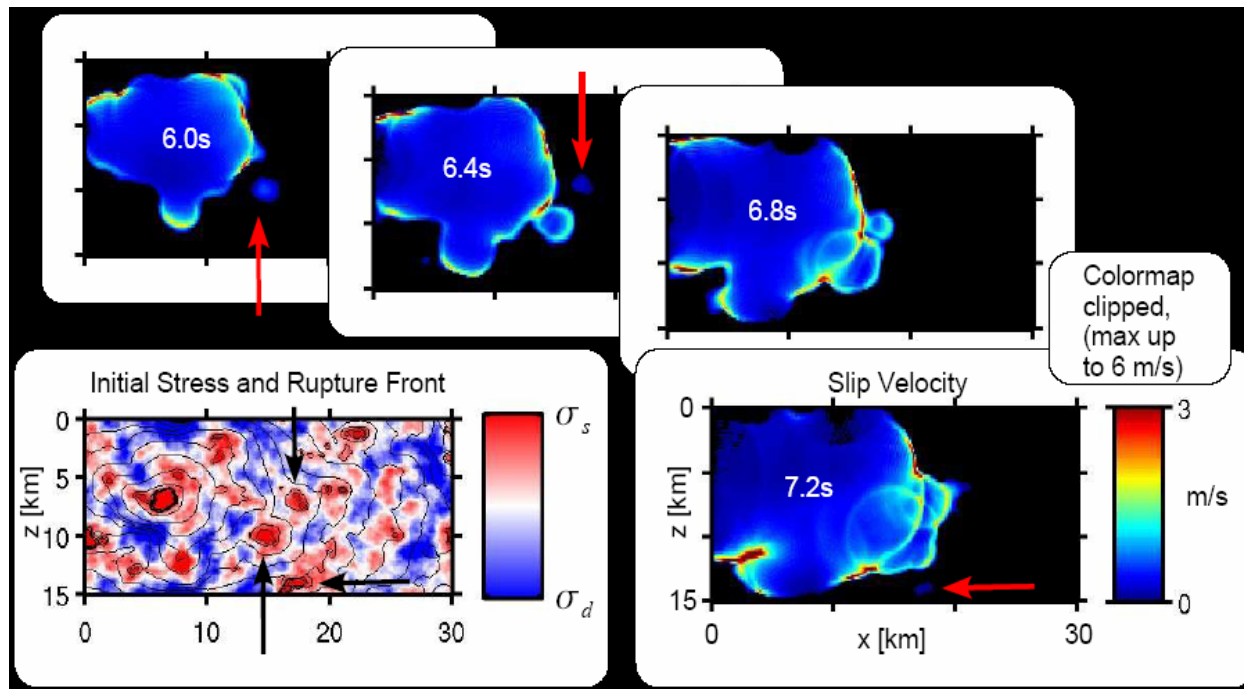 6.0s
6.4s
6.8s
Colormap
clipped,
(max up
to 6 m/s)
Initial Stress and Rupture Front
0
5
10
15
z [km]
0
10
20
30
σs
σd
Slip Velocity
7.2s
0
z [km]
15
0
x [km]
30
3
m/s
0